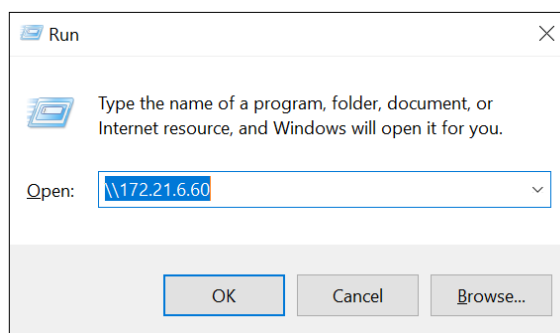 Run
Type the name of a program, folder, document, or
Internet resource, and Windows will open it for you.
Open: \\172.21.6.60
OK Cancel Browse...